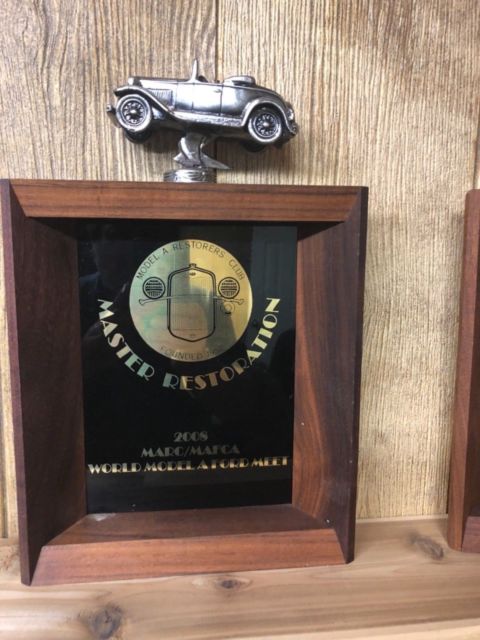 MODEL A RESTORERS CLUB
FOUNDED
MASTER RESTORATION
2008
MARC/MAFCA
WORLD MODEL A FORD MEET